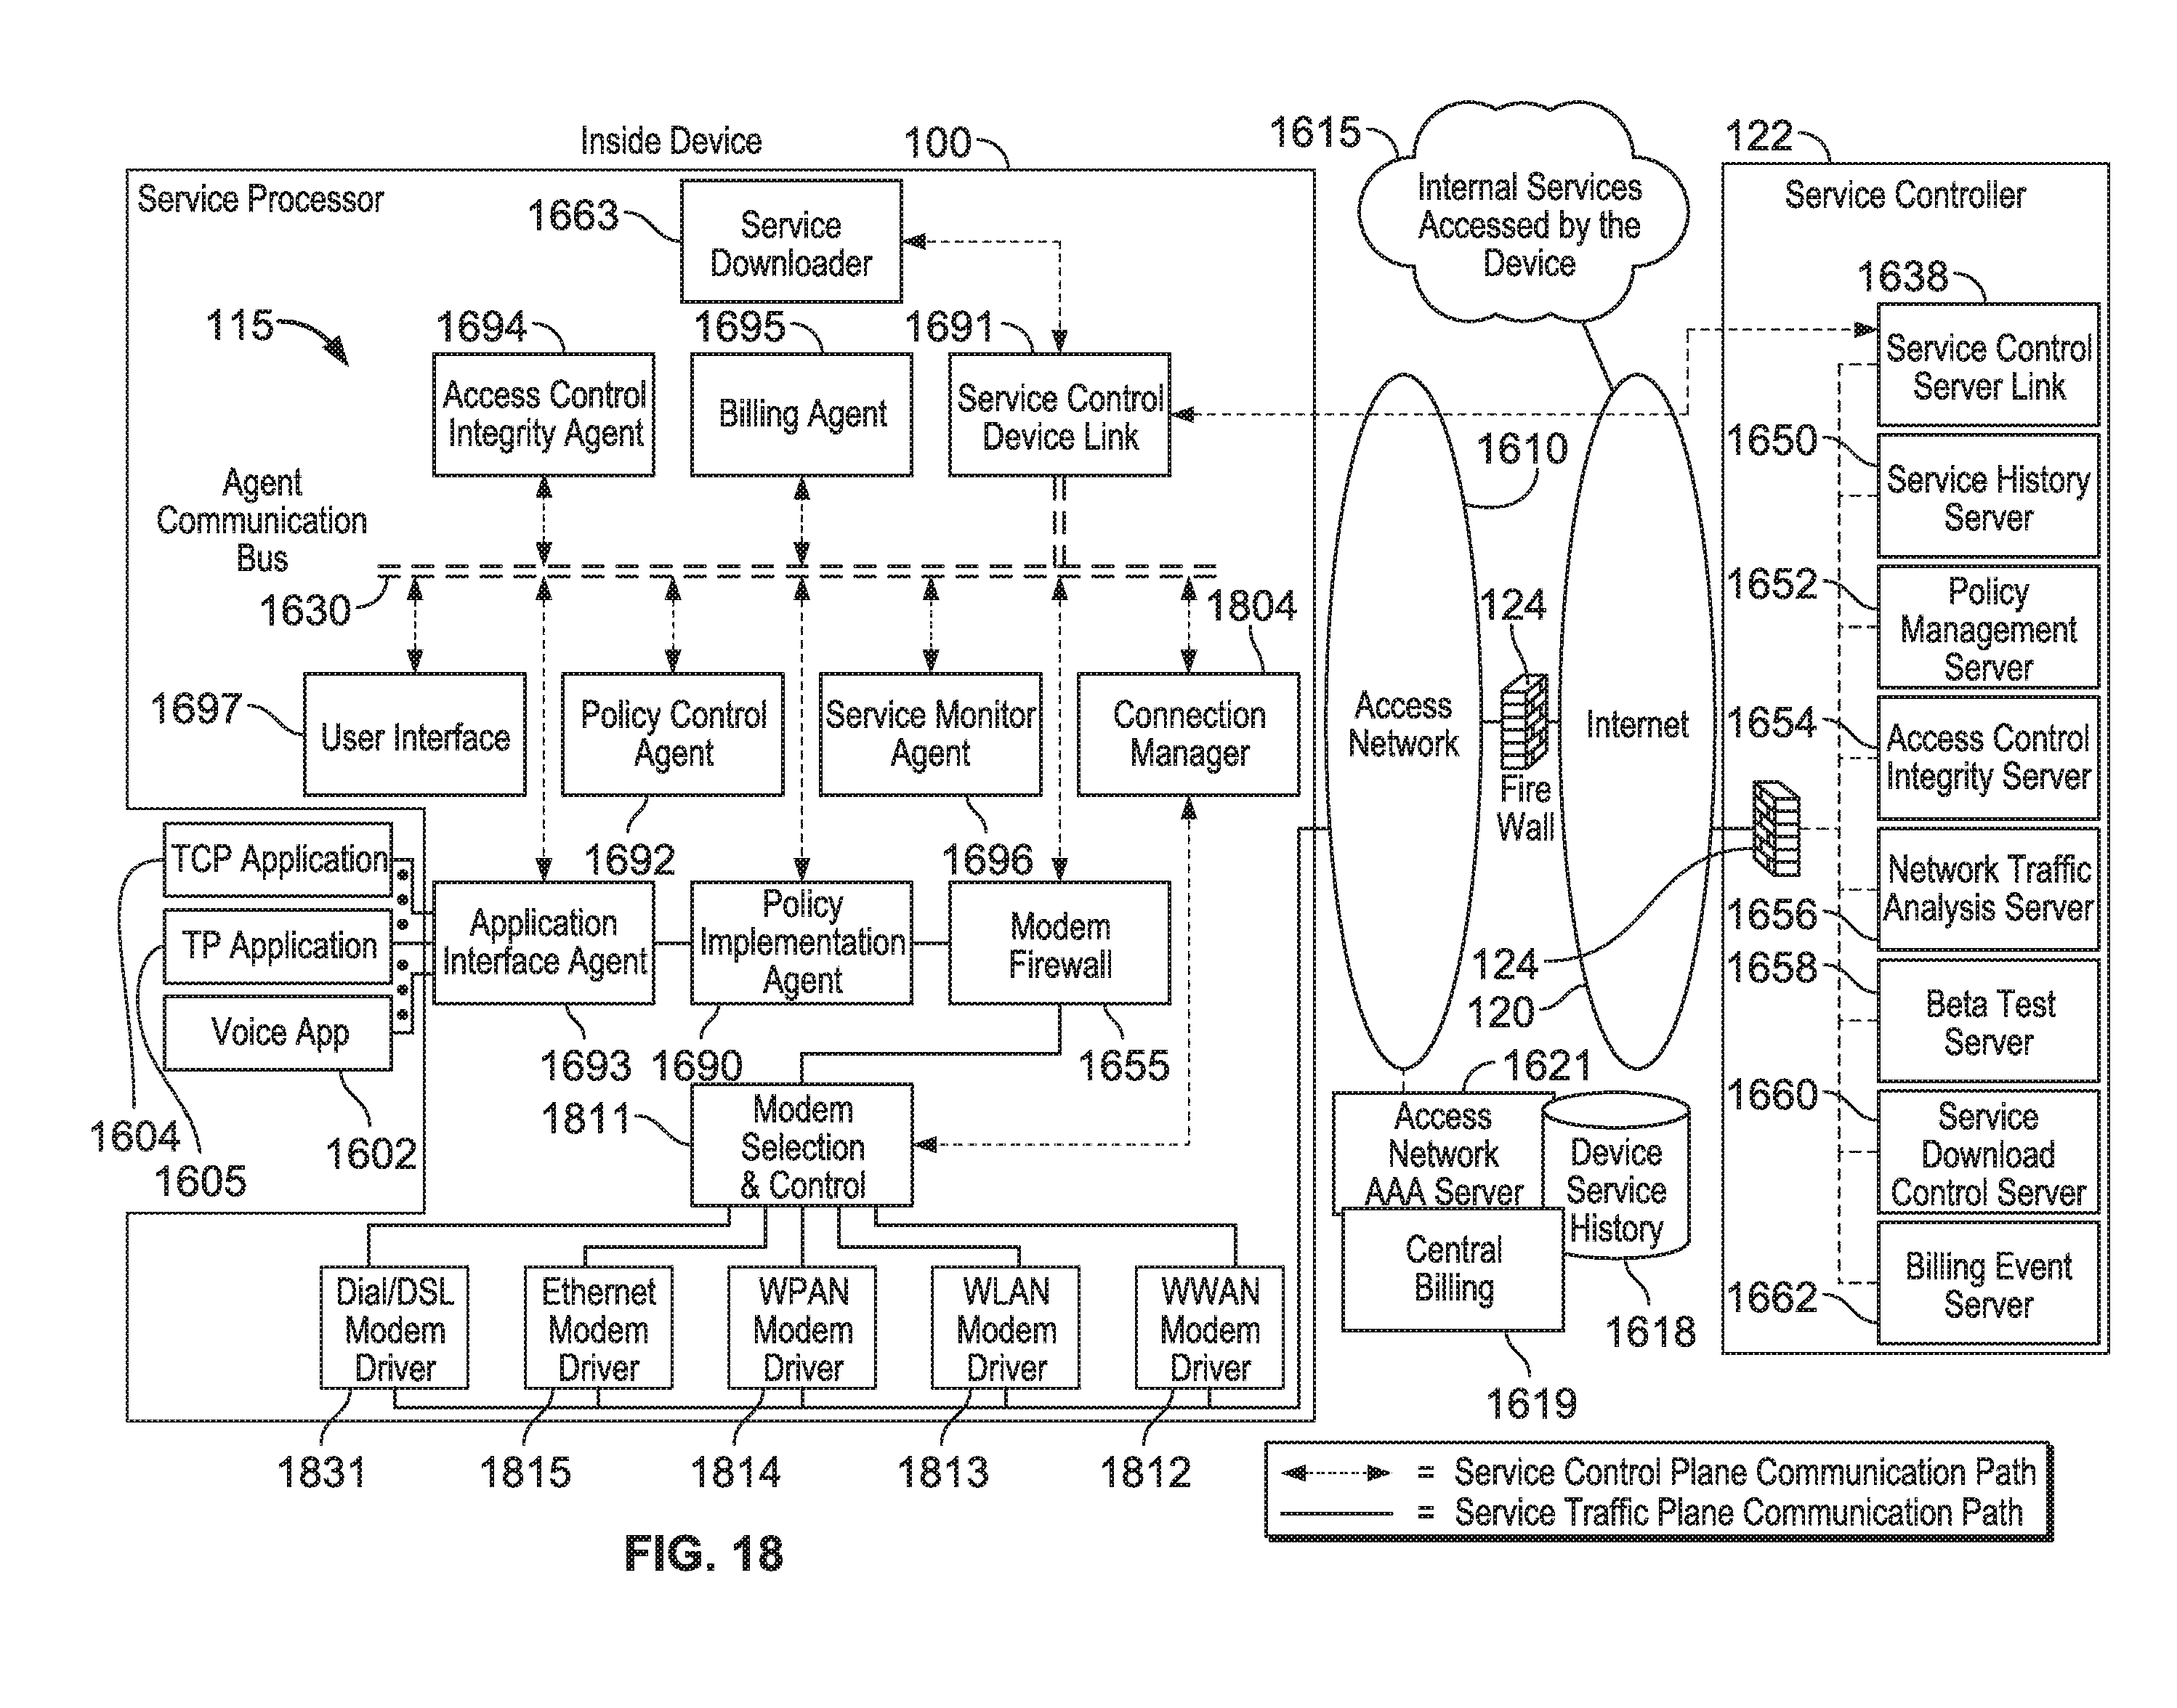 Inside Device
100
Service Processor
115
1663
Service
Downloader
1694
Access Control
Integrity Agent
1695
Billing Agent
1691
Service Control
Device Link
Agent
Communication
Bus
1630
1697
User Interface
Policy Control
Agent
1692
Service Monitor
Agent
1696
1804
Connection
Manager
TCP Application
TP Application
Voice App
1604
1605
1602
Application
Interface Agent
1693
Policy
Implementation
Agent
1690
Modem
Firewall
1655
1811
Modem
Selection
& Control
Dial/DSL
Modem
Driver
1831
Ethernet
Modem
Driver
1815
WPAN
Modem
Driver
1814
WLAN
Modem
Driver
1813
WWAN
Modem
Driver
1812
1615
Internal Services
Accessed by the
Device
1610
Access
Network
124
Fire
Wall
Internet
124
120
1621
Access
Network
AAA Server
Device
Service
History
1618
Central
Billing
1619
122
Service Controller
1638
Service Control
Server Link
1650
Service History
Server
1652
Policy
Management
Server
1654
Access Control
Integrity Server
1656
Network Traffic
Analysis Server
1658
Beta Test
Server
1660
Service
Download
Control Server
1662
Billing Event
Server
= Service Control Plane Communication Path
= Service Traffic Plane Communication Path
FIG. 18